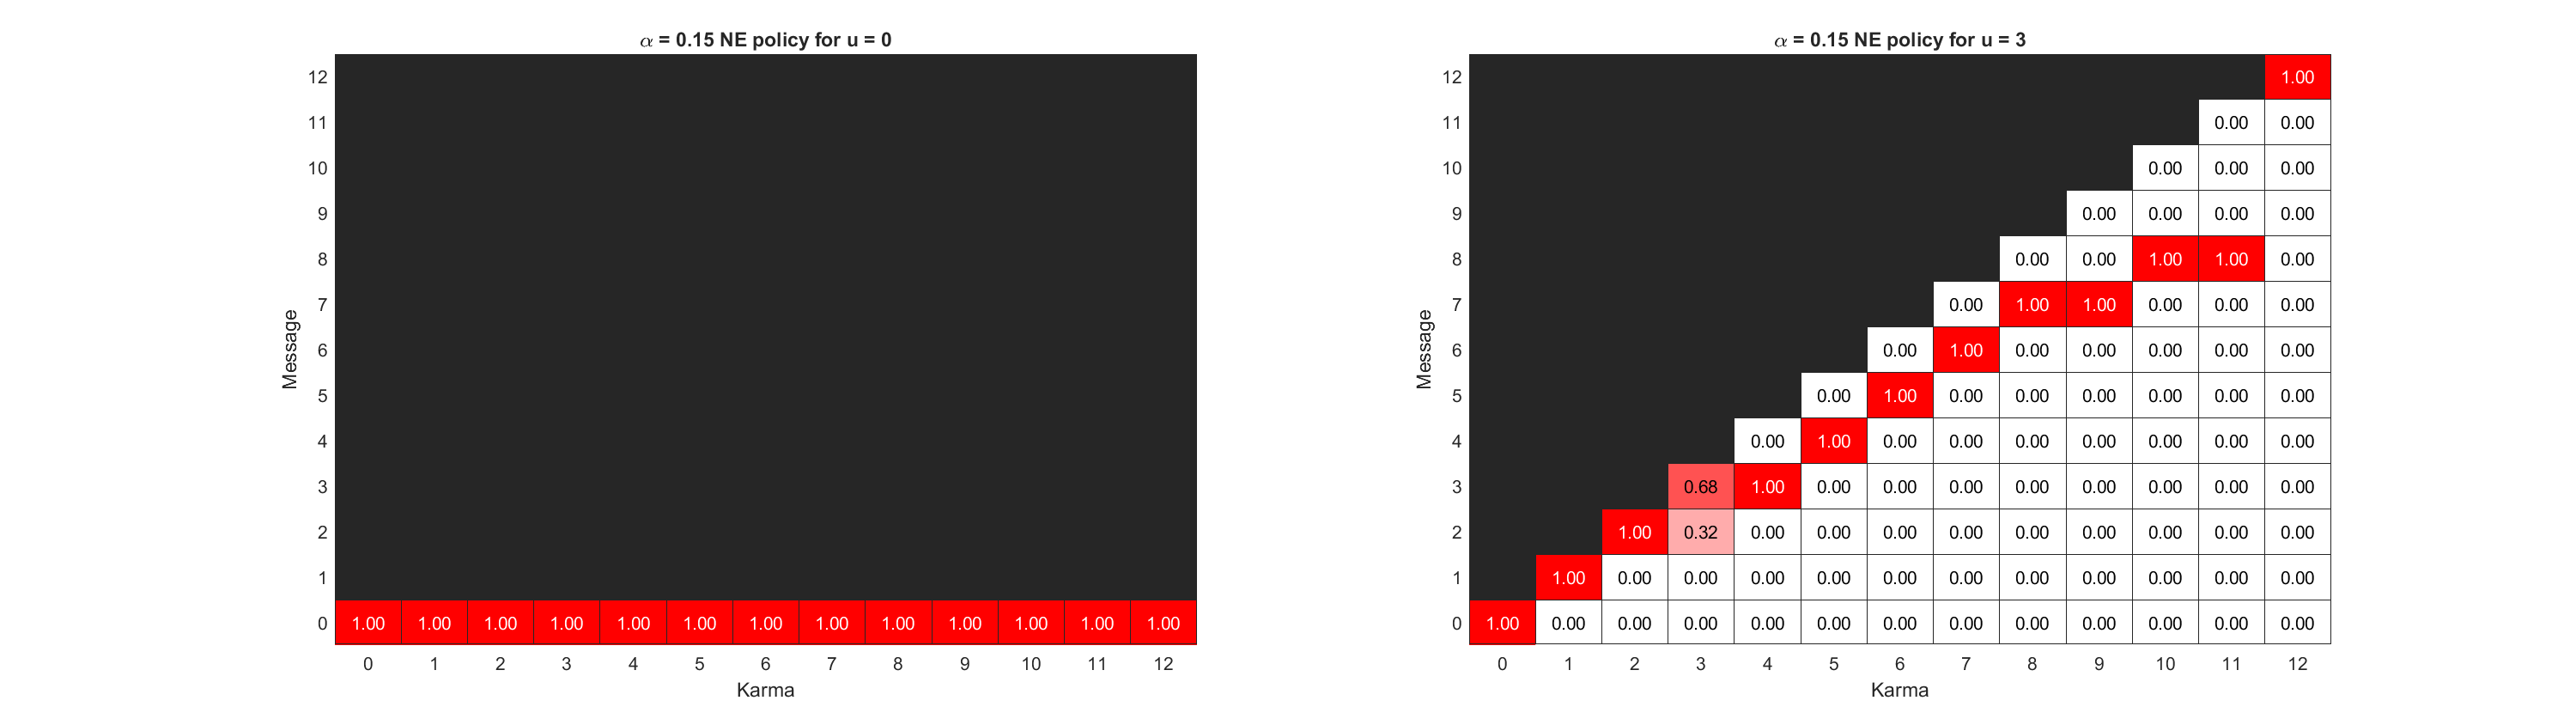 α = 0.15 NE policy for u = 0
12
11
10
9
8
7
6
5
4
3
2
1
0 1.00 1.00 1.00 1.00 1.00 1.00 1.00 1.00 1.00 1.00 1.00 1.00 1.00
0 1 2 3 4 5 6 7 8 9 10 11 12
Message
Karma
α = 0.15 NE policy for u = 3
12 1.00
11 0.00 0.00
10 0.00 0.00 0.00
9 0.00 0.00 0.00 0.00
8 0.00 0.00 1.00 1.00 0.00
7 0.00 1.00 1.00 0.00 0.00 0.00
6 0.00 1.00 0.00 0.00 0.00 0.00 0.00
5 0.00 1.00 0.00 0.00 0.00 0.00 0.00 0.00
4 0.00 1.00 0.00 0.00 0.00 0.00 0.00 0.00 0.00
3 0.68 1.00 0.00 0.00 0.00 0.00 0.00 0.00 0.00 0.00
2 1.00 0.32 0.00 0.00 0.00 0.00 0.00 0.00 0.00 0.00 0.00
1 1.00 0.00 0.00 0.00 0.00 0.00 0.00 0.00 0.00 0.00 0.00 0.00
0 1.00 0.00 0.00 0.00 0.00 0.00 0.00 0.00 0.00 0.00 0.00 0.00 0.00
0 1 2 3 4 5 6 7 8 9 10 11 12
Message
Karma